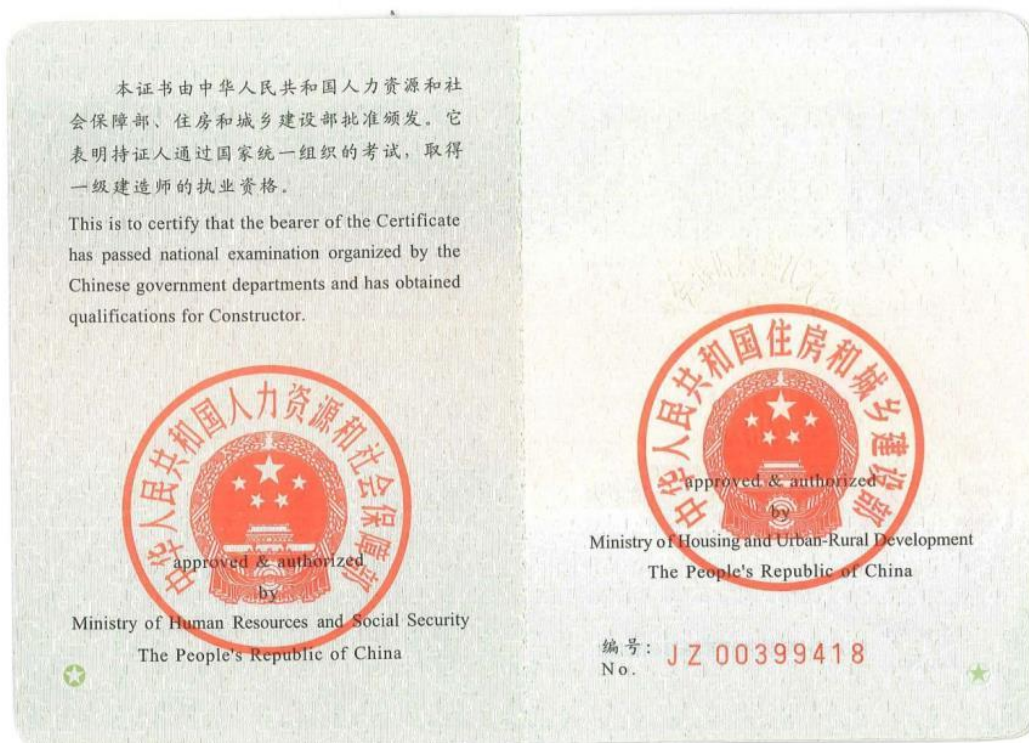 本证书由中华人民共和国人力资源和社
会保障部、住房和城乡建设部批准颁发。它
表明持证人通过国家统一组织的考试，取得
一级建造师的执业资格。
This is to certify that the bearer of the Certificate
has passed national examination organized by the
Chinese government departments and has obtained
qualifications for Constructor.
中华人民共和国人力资源和社会保障部
approved & authorized
by
Ministry of Human Resources and Social Security
The People's Republic of China
中华人民共和国住房和城乡建设部
approved & authorized
by
Ministry of Housing and Urban-Rural Development
The People's Republic of China
编号: JZ00399418
No.